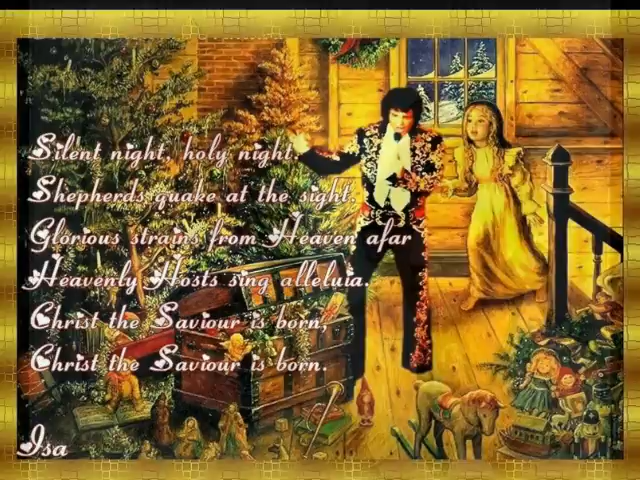 Silent night, holy night.
Shepherds quake at the sight.
Glorious strains from Heaven afar
Heavenly Hosts sing alleluia.
Christ the Saviour is born,
Christ the Saviour is born.
Isa